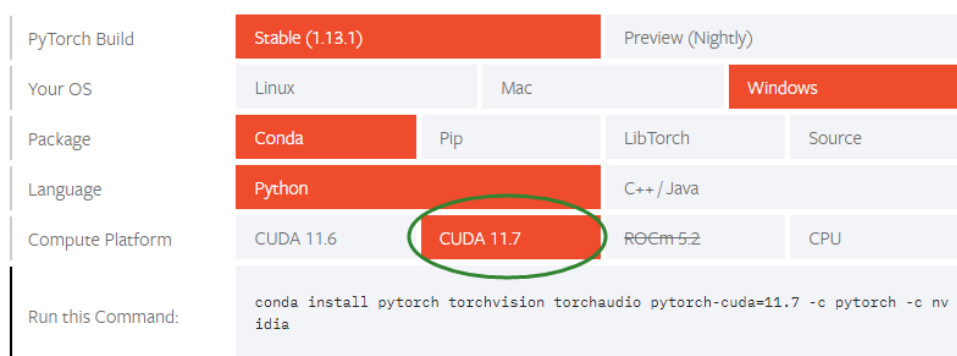 PyTorch Build Stable (1.13.1) Preview (Nightly)
Your OS Linux Mac Windows
Package Conda Pip LibTorch Source
Language Python C++ / Java
Compute Platform CUDA 11.6 CUDA 11.7 ROCm 5.2 CPU
Run this Command: conda install pytorch torchvision torchaudio pytorch-cuda=11.7 -c pytorch -c nv
idia